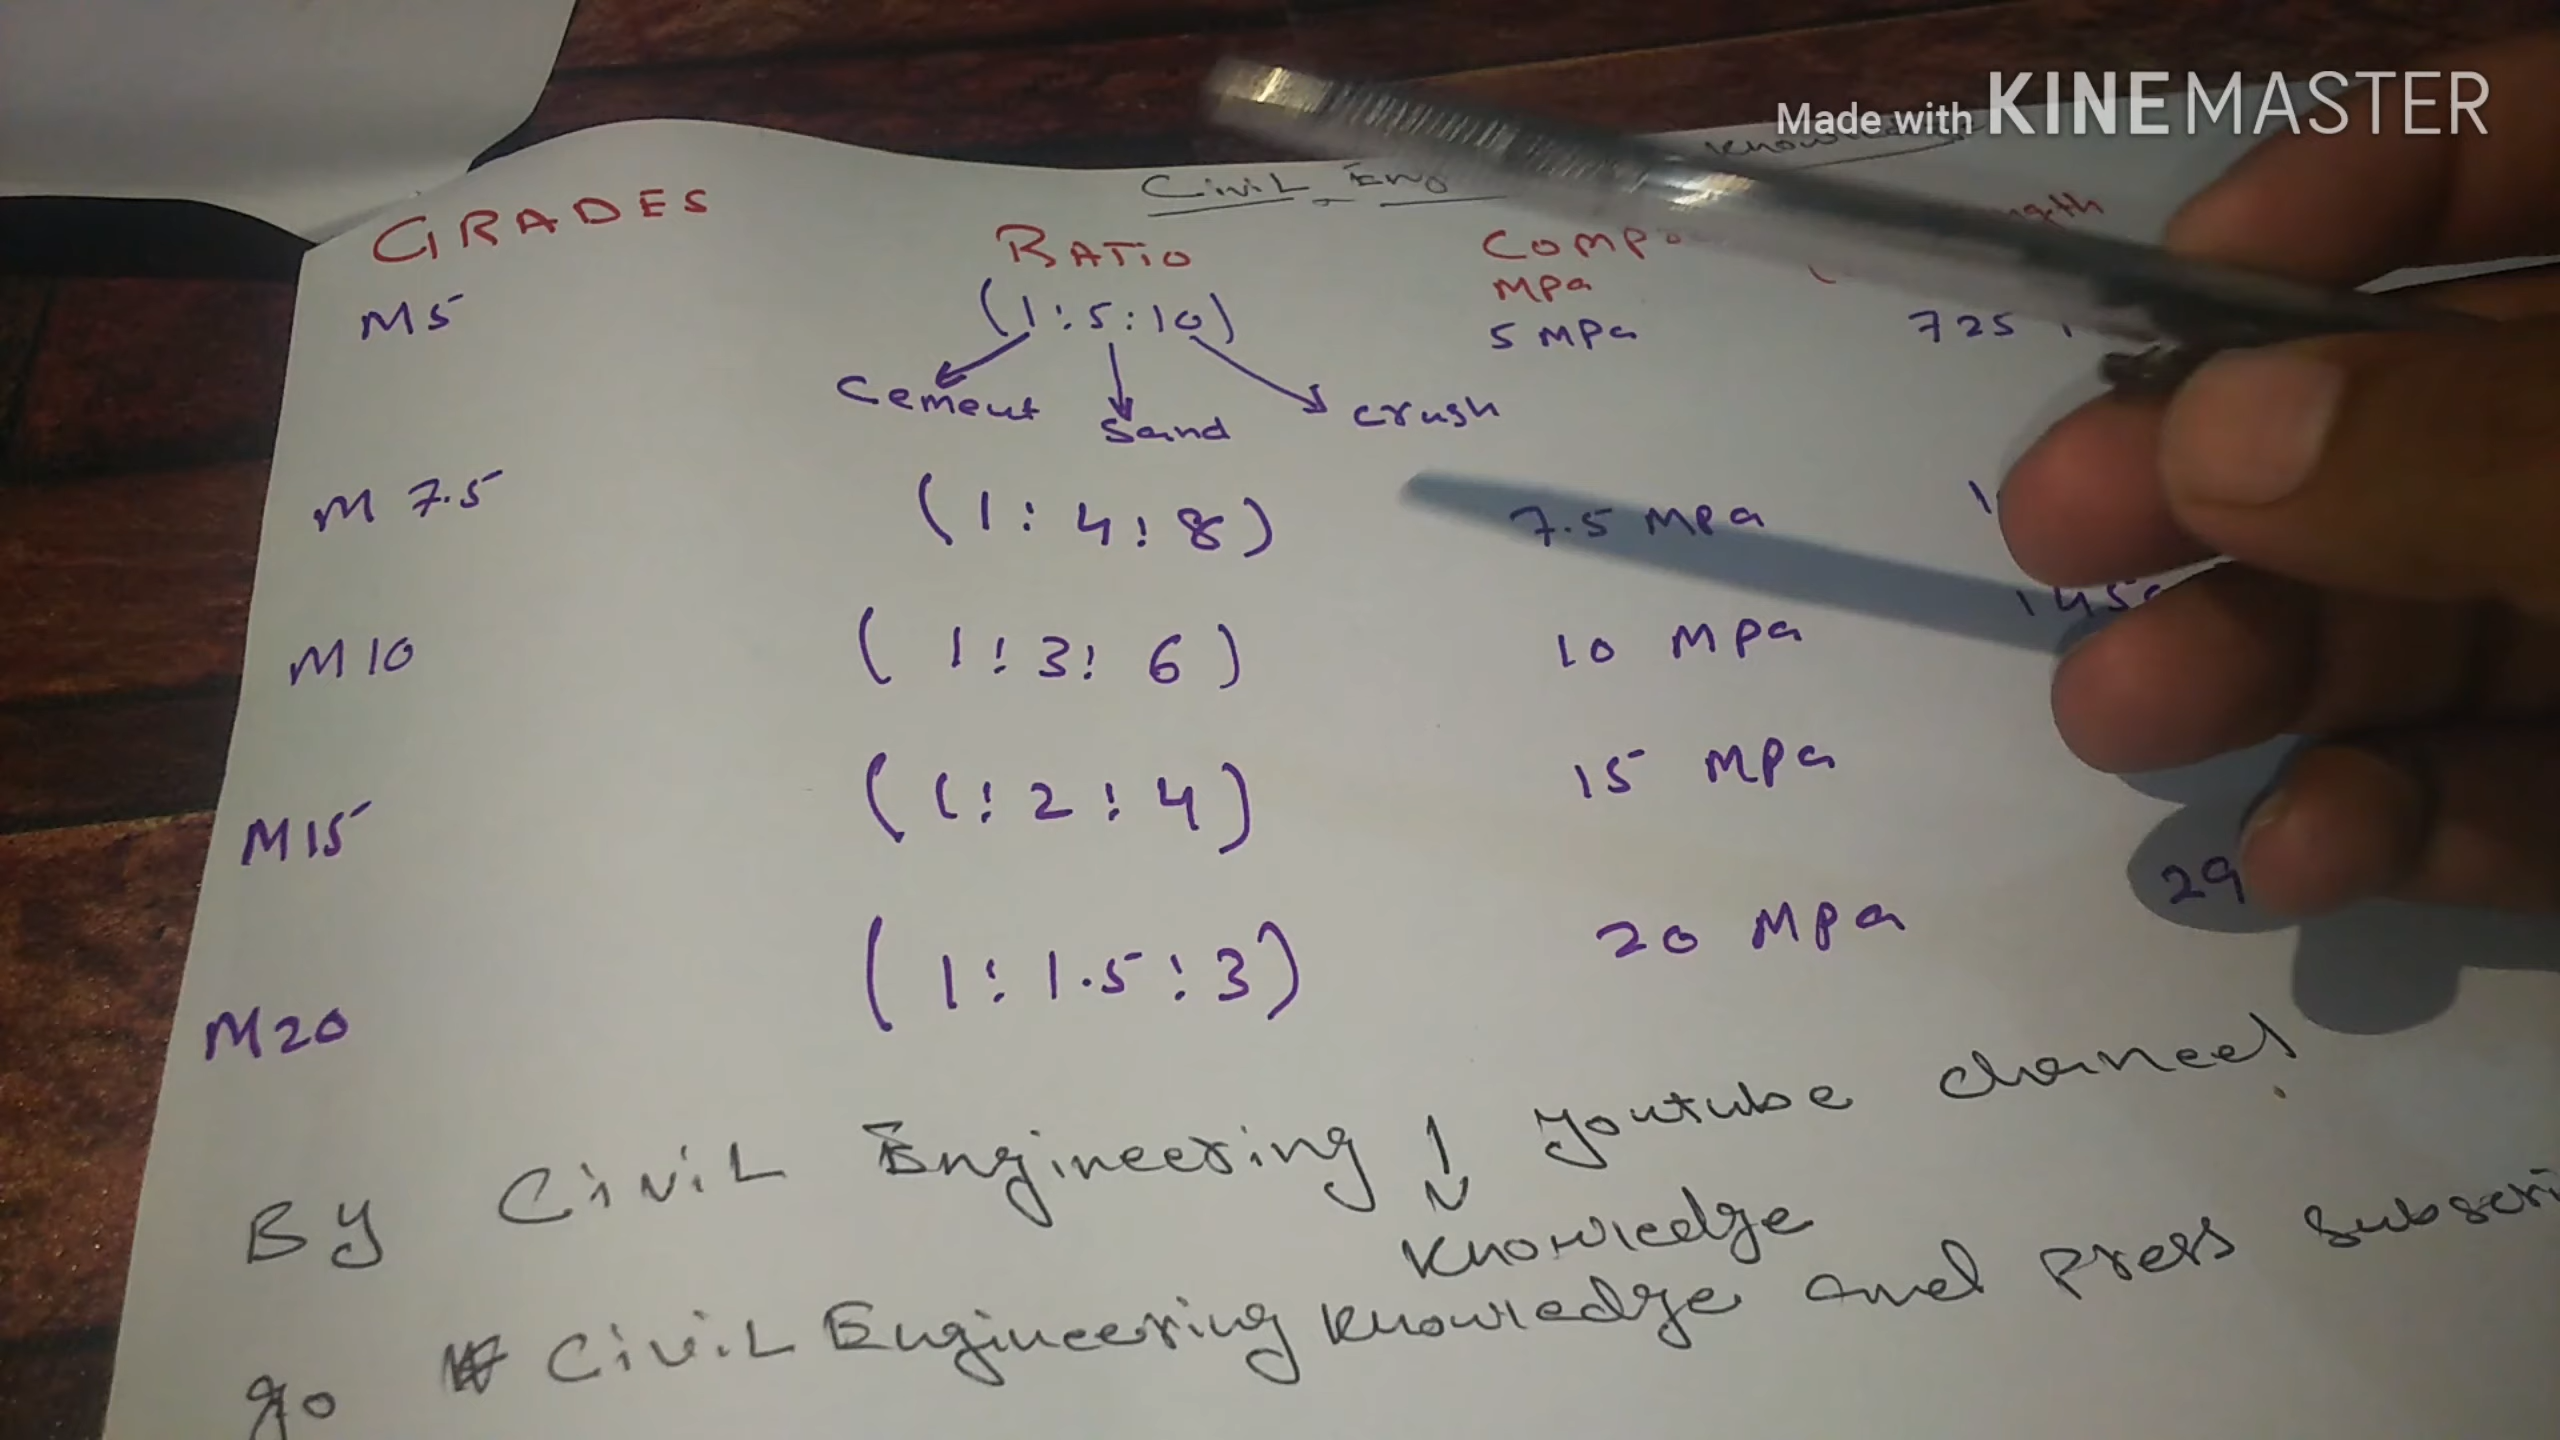 Made with KINEMASTER
Civil Eng
GRADES RATIO
MPa
M5 (1:5:10) 5 MPa 725
Cement Sand crush
M 7.5 (1:4:8) 7.5 MPa
M10 (1:3:6) 10 MPa
M15 (1:2:4) 15 MPa
M20 (1:1.5:3) 20 MPa
By Civil Engineering Youtube channel
Knowledge
go Civil Engineering Knowledge and press